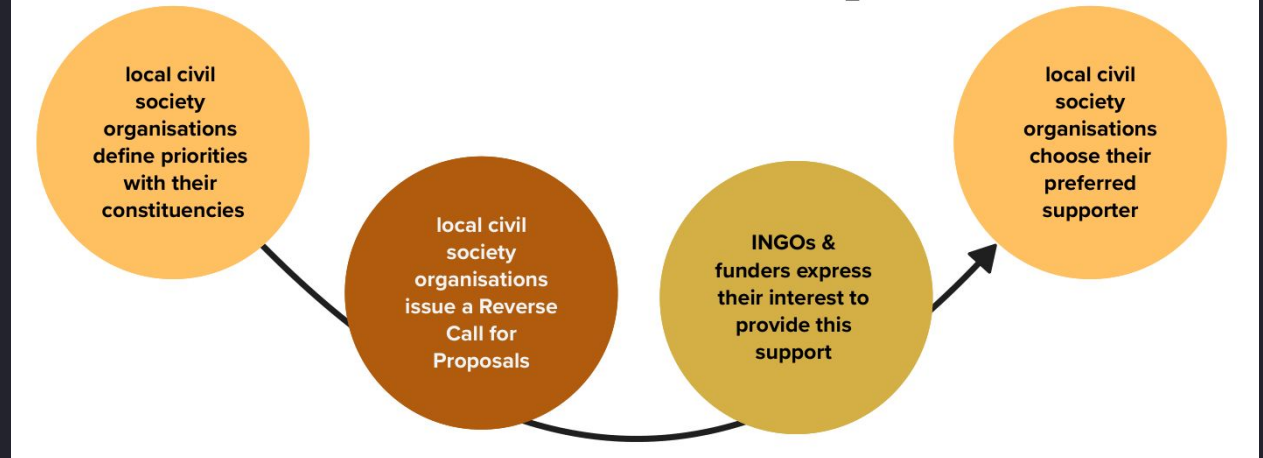 local civil
society
organisations
define priorities
with their
constituencies
local civil
society
organisations
issue a Reverse
Call for
Proposals
INGOs &
funders express
their interest to
provide this
support
local civil
society
organisations
choose their
preferred
supporter